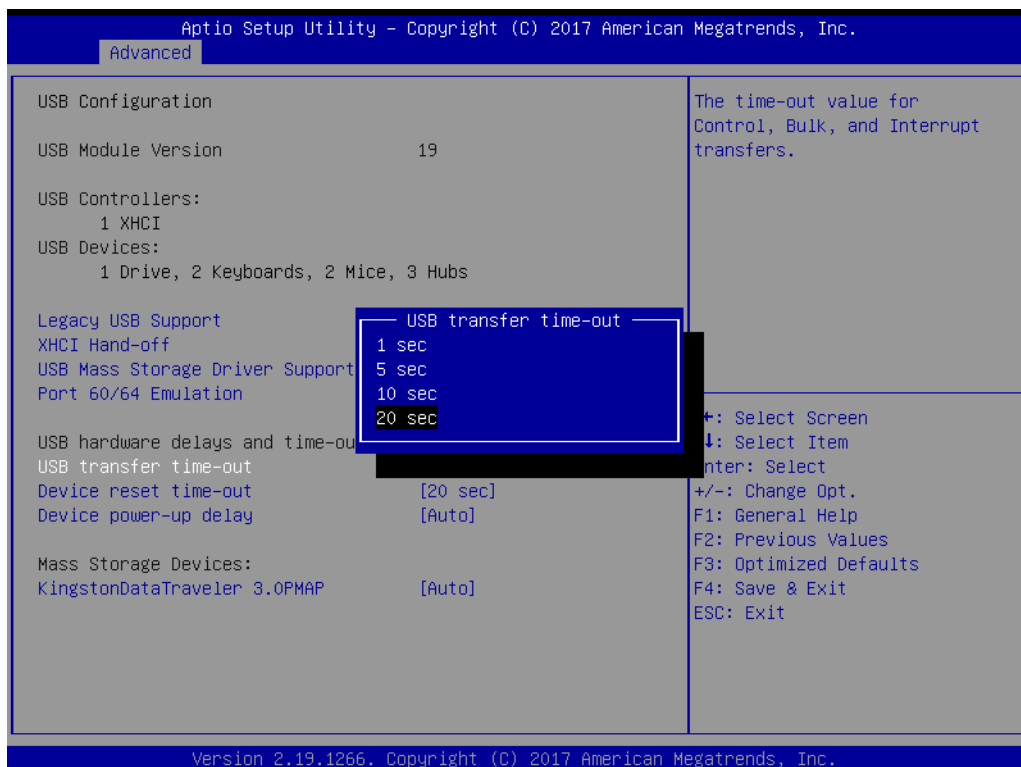 Aptio Setup Utility – Copyright (C) 2017 American Megatrends, Inc.
Advanced
USB Configuration
USB Module Version 19
USB Controllers:
1 XHCI
USB Devices:
1 Drive, 2 Keyboards, 2 Mice, 3 Hubs
Legacy USB Support
XHCI Hand-off
USB Mass Storage Driver Support
Port 60/64 Emulation
USB hardware delays and time-ou
USB transfer time-out
Device reset time-out [20 sec]
Device power-up delay [Auto]
Mass Storage Devices:
KingstonDataTraveler 3.0PMAP [Auto]
USB transfer time-out
1 sec
5 sec
10 sec
20 sec
The time-out value for
Control, Bulk, and Interrupt
transfers.
←: Select Screen
↓: Select Item
nter: Select
+/-: Change Opt.
F1: General Help
F2: Previous Values
F3: Optimized Defaults
F4: Save & Exit
ESC: Exit
Version 2.19.1266. Copyright (C) 2017 American Megatrends, Inc.